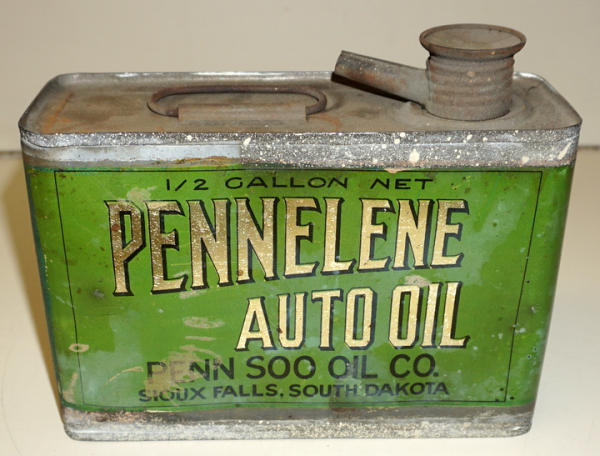 1/2 GALLON NET
PENNELENE
AUTO OIL
PENN SOO OIL CO.
SIOUX FALLS, SOUTH DAKOTA